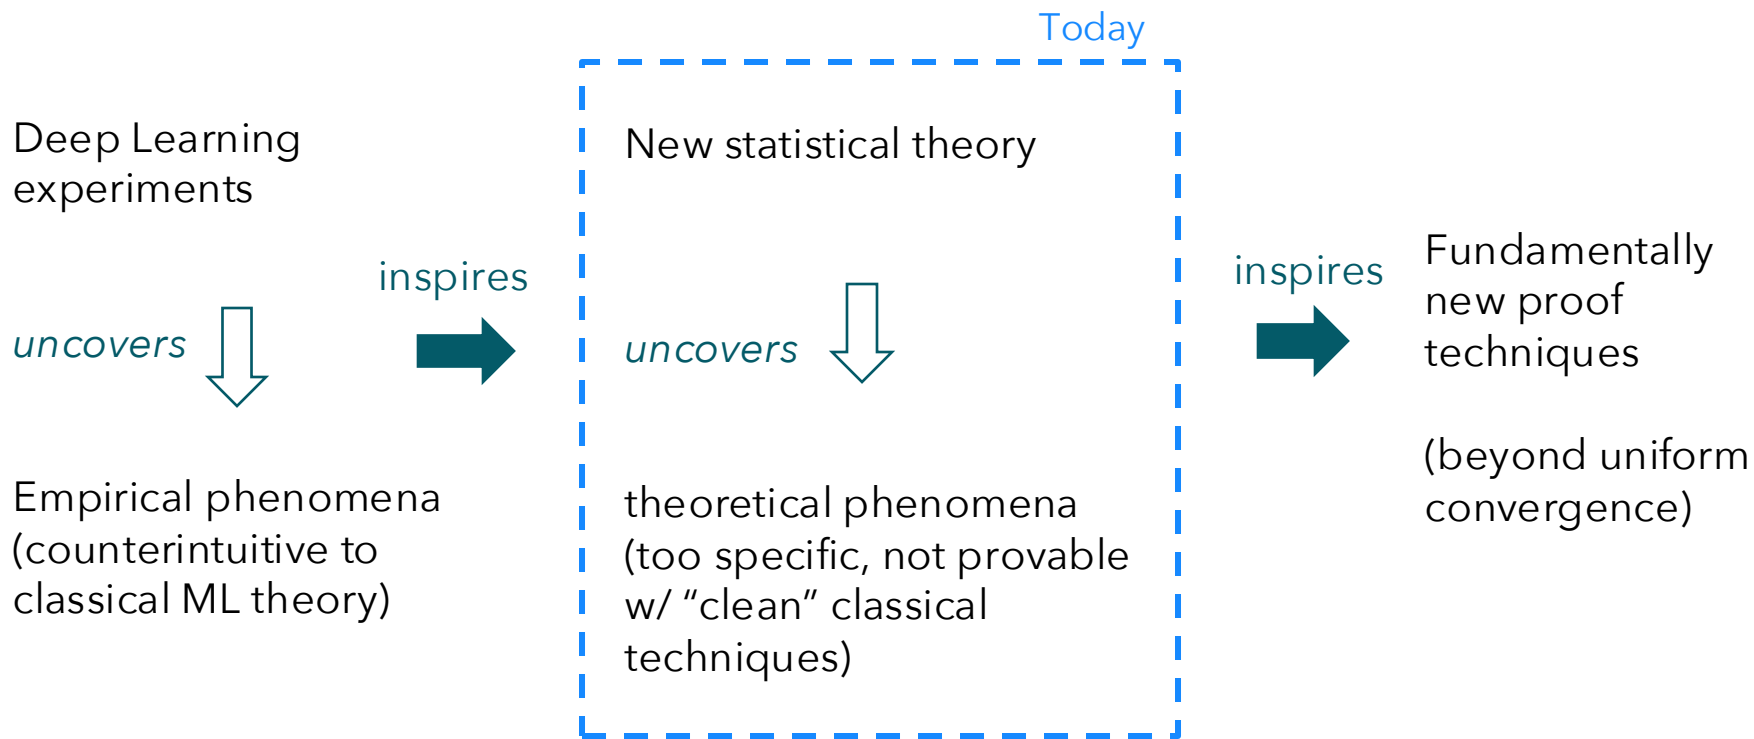 Today
Deep Learning
experiments
uncovers
Empirical phenomena
(counterintuitive to
classical ML theory)
inspires
New statistical theory
uncovers
theoretical phenomena
(too specific, not provable
w/ “clean” classical
techniques)
inspires
Fundamentally
new proof
techniques
(beyond uniform
convergence)